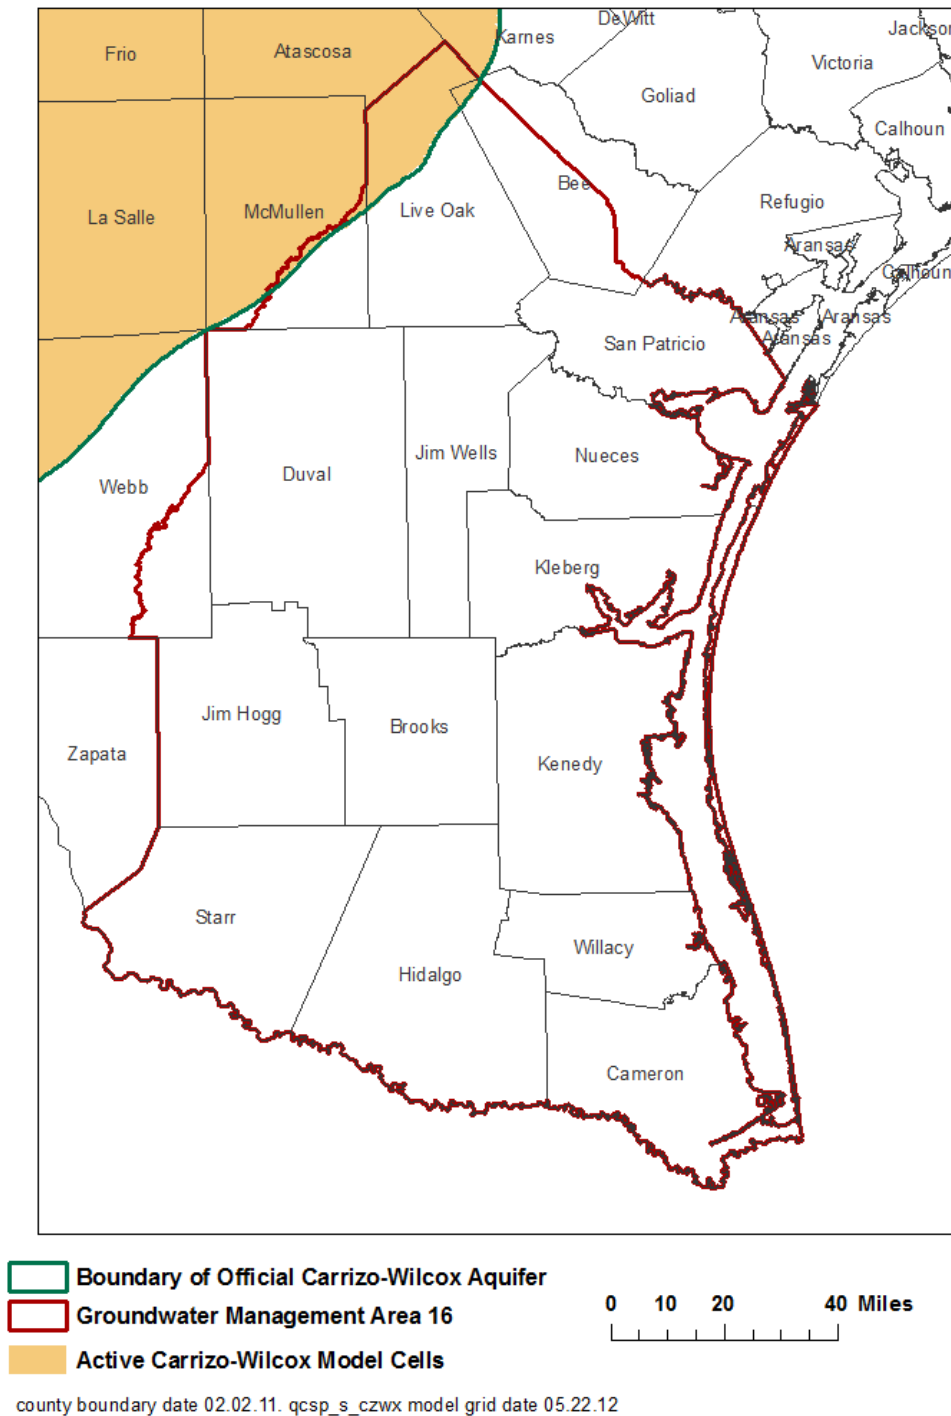 DeWitt
Jackson
Karnes
Frio
Atascosa
Victoria
Goliad
Calhoun
Bee
La Salle
McMullen
Live Oak
Refugio
Aransas
Calhoun
Aransas
Aransas
Aransas
San Patricio
Jim Wells
Nueces
Duval
Webb
Kleberg
Jim Hogg
Brooks
Zapata
Kenedy
Starr
Willacy
Hidalgo
Cameron
Boundary of Official Carrizo-Wilcox Aquifer
Groundwater Management Area 16
0 10 20 40 Miles
Active Carrizo-Wilcox Model Cells
county boundary date 02.02.11. qcsp_s_czwx model grid date 05.22.12